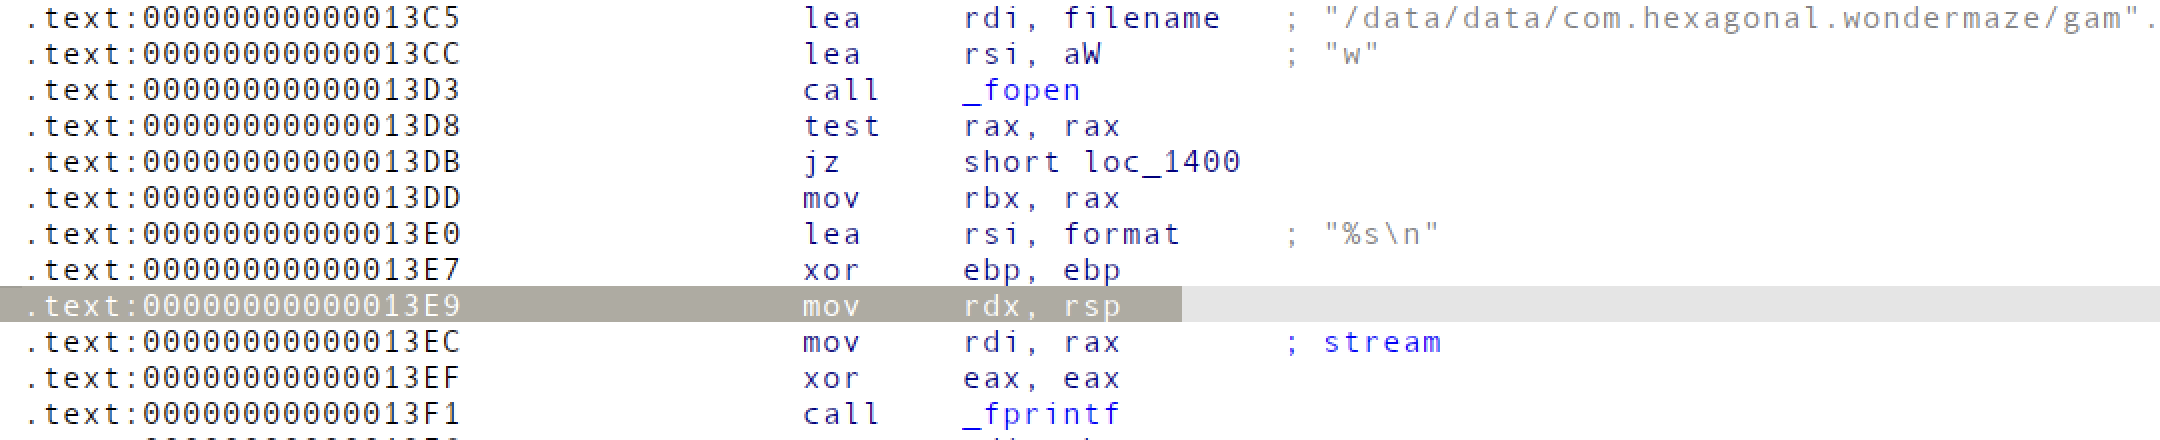 .text:00000000000013C5 lea rdi, filename ; "/data/data/com.hexagonal.wondermaze/gam".
.text:00000000000013CC lea rsi, aW ; "w"
.text:00000000000013D3 call _fopen
.text:00000000000013D8 test rax, rax
.text:00000000000013DB jz short loc_1400
.text:00000000000013DD mov rbx, rax
.text:00000000000013E0 lea rsi, format ; "%s\n"
.text:00000000000013E7 xor ebp, ebp
.text:00000000000013E9 mov rdx, rsp
.text:00000000000013EC mov rdi, rax ; stream
.text:00000000000013EF xor eax, eax
.text:00000000000013F1 call _fprintf